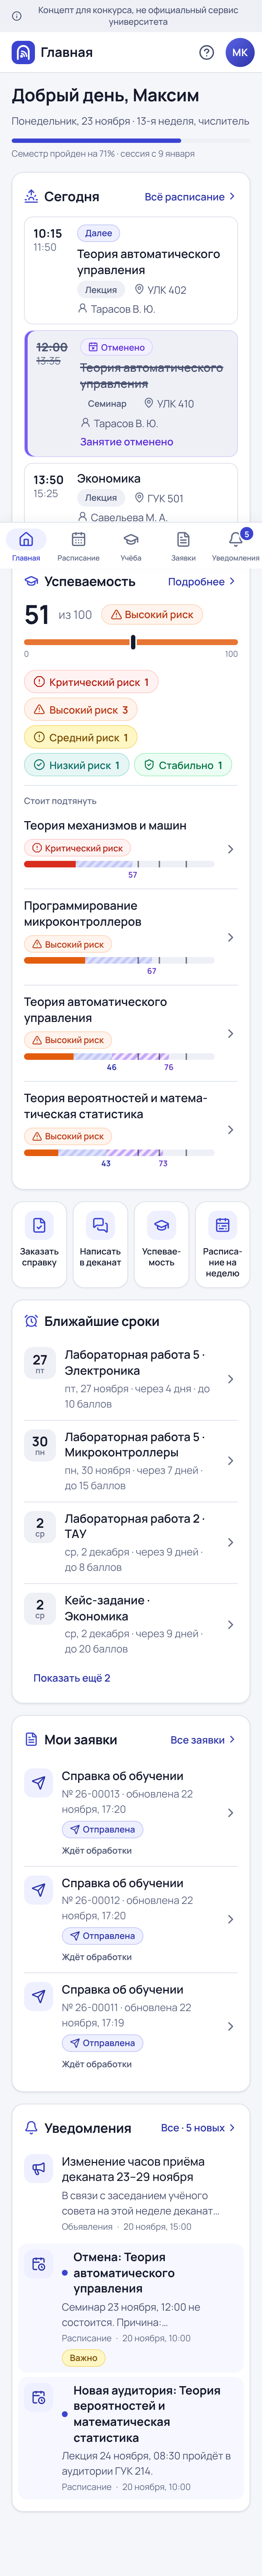 Концепт для конкурса, не официальный сервис
университета
Главная
МК
Добрый день, Максим
Понедельник, 23 ноября · 13-я неделя, числитель
Семестр пройден на 71% · сессия с 9 января
Сегодня
Всё расписание
10:15
11:50
Далее
Теория автоматического
управления
Лекция
УЛК 402
Тарасов В. Ю.
12:00
13:35
Отменено
Теория автоматического
управления
Семинар
УЛК 410
Тарасов В. Ю.
Занятие отменено
13:50
15:25
Экономика
Лекция
ГУК 501
Савельева М. А.
Главная
Расписание
Учёба
Заявки
5
Уведомления
Успеваемость
Подробнее
51 из 100
Высокий риск
0
100
Критический риск 1
Высокий риск 3
Средний риск 1
Низкий риск 1
Стабильно 1
Стоит подтянуть
Теория механизмов и машин
Критический риск
57
Программирование
микроконтроллеров
Высокий риск
67
Теория автоматического
управления
Высокий риск
46
76
Теория вероятностей и матема-
тическая статистика
Высокий риск
43
73
Заказать
справку
Написать
в деканат
Успевае-
мость
Расписа-
ние на
неделю
Ближайшие сроки
27
пт
Лабораторная работа 5 ·
Электроника
пт, 27 ноября · через 4 дня · до
10 баллов
30
пн
Лабораторная работа 5 ·
Микроконтроллеры
пн, 30 ноября · через 7 дней ·
до 15 баллов
2
ср
Лабораторная работа 2 ·
ТАУ
ср, 2 декабря · через 9 дней ·
до 8 баллов
2
ср
Кейс-задание ·
Экономика
ср, 2 декабря · через 9 дней ·
до 20 баллов
Показать ещё 2
Мои заявки
Все заявки
Справка об обучении
№ 26-00013 · обновлена 22
ноября, 17:20
Отправлена
Ждёт обработки
Справка об обучении
№ 26-00012 · обновлена 22
ноября, 17:20
Отправлена
Ждёт обработки
Справка об обучении
№ 26-00011 · обновлена 22
ноября, 17:19
Отправлена
Ждёт обработки
Уведомления
Все · 5 новых
Изменение часов приёма
деканата 23–29 ноября
В связи с заседанием учёного
совета на этой неделе деканат…
Объявления · 20 ноября, 15:00
Отмена: Теория
автоматического
управления
Семинар 23 ноября, 12:00 не
состоится. Причина:…
Расписание · 20 ноября, 10:00
Важно
Новая аудитория: Теория
вероятностей и
математическая
статистика
Лекция 24 ноября, 08:30 пройдёт в
аудитории ГУК 214.
Расписание · 20 ноября, 10:00